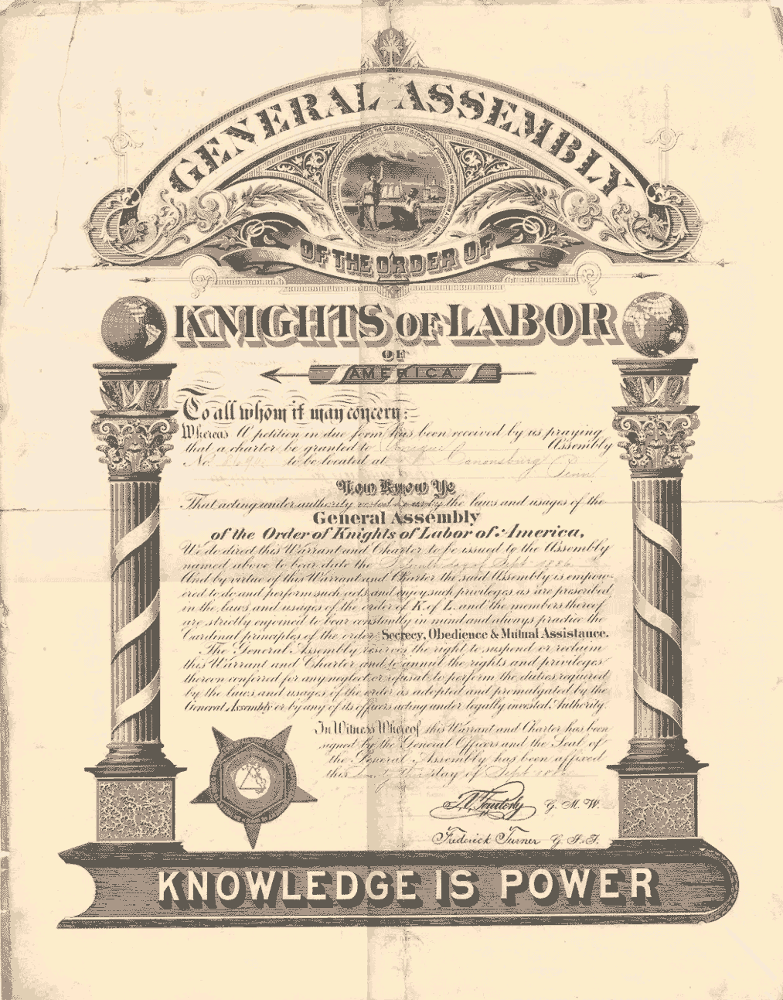 GENERAL ASSEMBLY
OF THE ORDER OF
KNIGHTS OF LABOR
OF
AMERICA
To all whom it may concern:
Whereas A petition in due form has been received by us praying
that a charter be granted to Assembly
No. to be located at Canonsburg Penn
Now Know Ye
That acting under authority vested in us by the laws and usages of the
General Assembly
of the Order of Knights of Labor of America,
We do direct this Warrant and Charter to be issued to the Assembly
named above to bear date the day of Sept 1886
And by virtue of this Warrant and Charter the said Assembly is empow-
ered to do and perform such acts and enjoy such privileges as are prescribed
in the laws and usages of the order of K. of L. and the members thereof
are strictly enjoined to bear constantly in mind and always practice the
Cardinal principles of the order Secrecy, Obedience & Mutual Assistance.
The General Assembly reserves the right to suspend or reclaim
this Warrant and Charter and to annul the rights and privileges
therein conferred for any neglect or refusal to perform the duties required
by the laws and usages of the order as adopted and promulgated by the
General Assembly or by any of its officers acting under legally invested Authority.
In Witness Whereof this Warrant and Charter has been
signed by the General Officers and the Seal of
the General Assembly has been affixed
this day of Sept
T.V. Powderly G. M. W.
Frederick Turner G. S. T.
KNOWLEDGE IS POWER